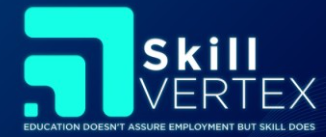 Skill
VERTEX
EDUCATION DOESN'T ASSURE EMPLOYMENT BUT SKILL DOES